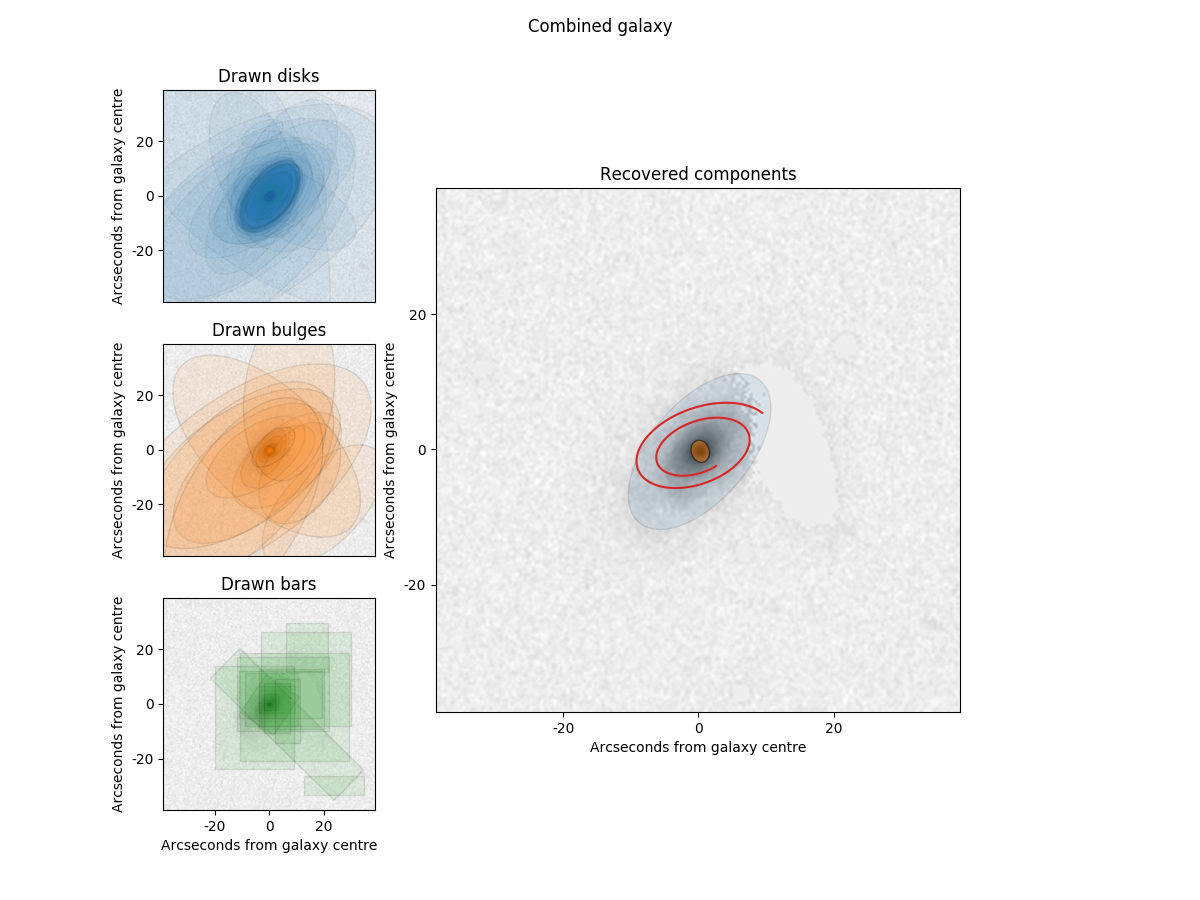 Combined galaxy
Drawn disks
Arcseconds from galaxy centre
20
0
-20
Drawn bulges
Arcseconds from galaxy centre
20
0
-20
Drawn bars
Arcseconds from galaxy centre
20
0
-20
-20 0 20
Arcseconds from galaxy centre
Recovered components
Arcseconds from galaxy centre
20
0
-20
-20 0 20
Arcseconds from galaxy centre